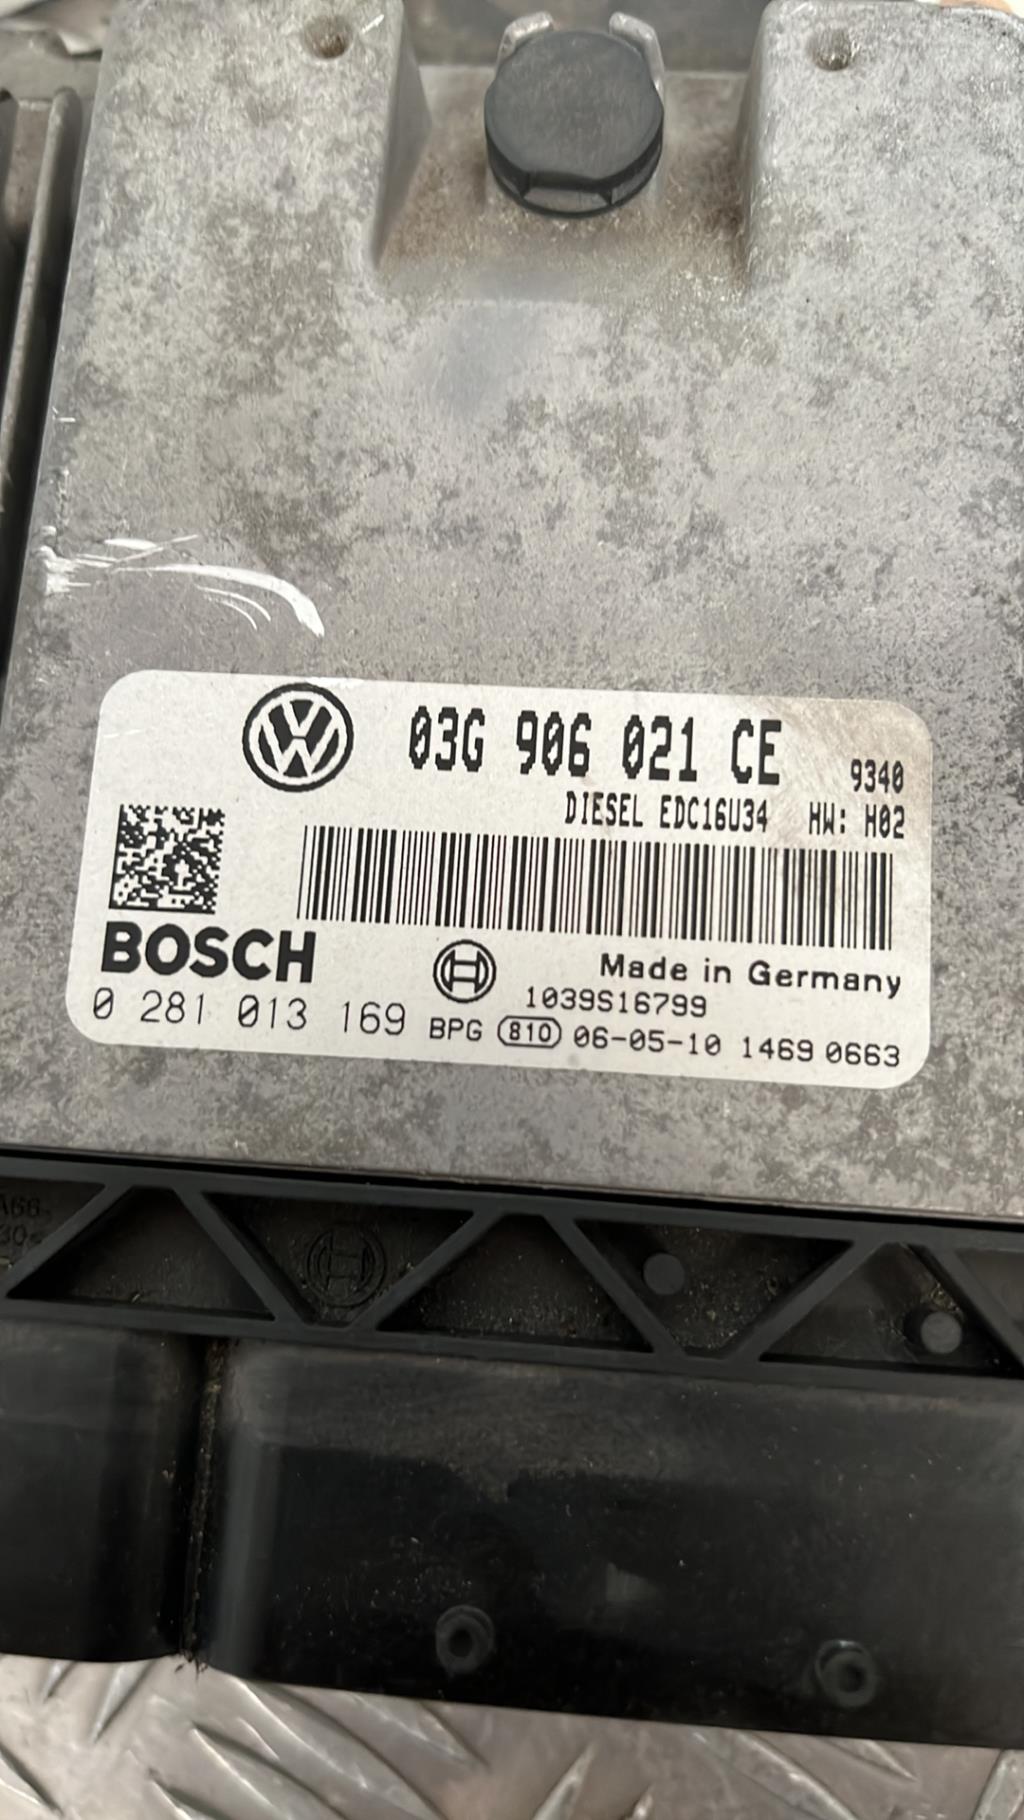 03G 906 021 CE
9340
DIESEL EDC16U34 HW: H02
BOSCH
Made in Germany
1039S16799
0 281 013 169
BPG 810 06-05-10 1469 0663